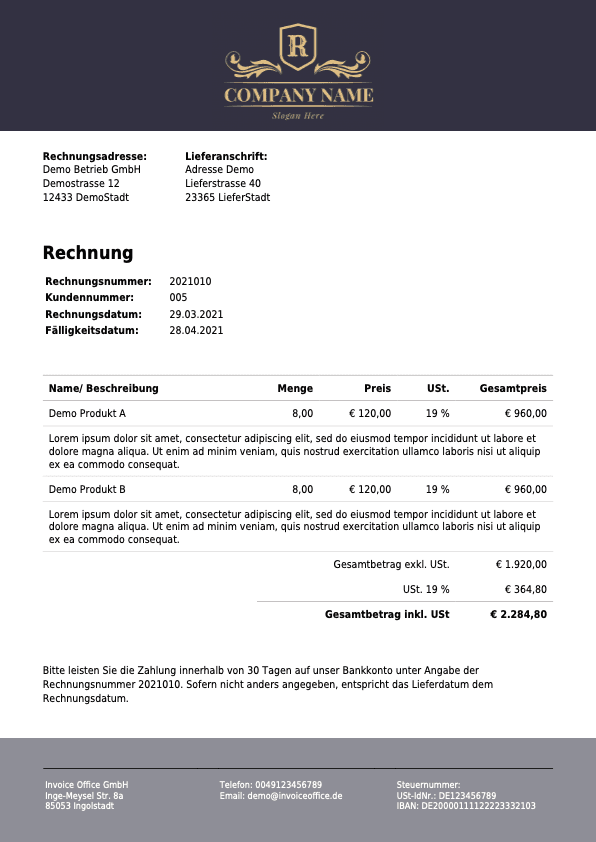 R
COMPANY NAME
Slogan Here
Rechnungsadresse: Lieferanschrift:
Demo Betrieb GmbH Adresse Demo
Demostrasse 12 Lieferstrasse 40
12433 DemoStadt 23365 LieferStadt
Rechnung
Rechnungsnummer: 2021010
Kundennummer: 005
Rechnungsdatum: 29.03.2021
Fälligkeitsdatum: 28.04.2021
Name/ Beschreibung Menge Preis USt. Gesamtpreis
Demo Produkt A 8,00 € 120,00 19 % € 960,00
Lorem ipsum dolor sit amet, consectetur adipiscing elit, sed do eiusmod tempor incididunt ut labore et
dolore magna aliqua. Ut enim ad minim veniam, quis nostrud exercitation ullamco laboris nisi ut aliquip
ex ea commodo consequat.
Demo Produkt B 8,00 € 120,00 19 % € 960,00
Lorem ipsum dolor sit amet, consectetur adipiscing elit, sed do eiusmod tempor incididunt ut labore et
dolore magna aliqua. Ut enim ad minim veniam, quis nostrud exercitation ullamco laboris nisi ut aliquip
ex ea commodo consequat.
Gesamtbetrag exkl. USt. € 1.920,00
USt. 19 % € 364,80
Gesamtbetrag inkl. USt € 2.284,80
Bitte leisten Sie die Zahlung innerhalb von 30 Tagen auf unser Bankkonto unter Angabe der
Rechnungsnummer 2021010. Sofern nicht anders angegeben, entspricht das Lieferdatum dem
Rechnungsdatum.
Invoice Office GmbH Telefon: 0049123456789 Steuernummer:
Inge-Meysel Str. 8a Email: demo@invoiceoffice.de USt-IdNr.: DE123456789
85053 Ingolstadt IBAN: DE20000111122223332103